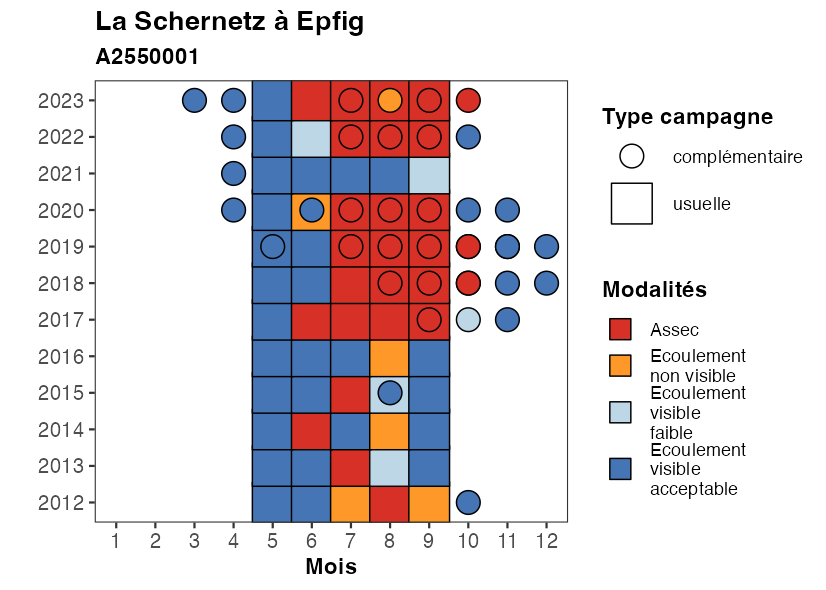 La Schernetz à Epfig
A2550001
2023
2022
2021
2020
2019
2018
2017
2016
2015
2014
2013
2012
1 2 3 4 5 6 7 8 9 10 11 12
Mois
Type campagne
complémentaire
usuelle
Modalités
Assec
Ecoulement
non visible
Ecoulement
visible
faible
Ecoulement
visible
acceptable